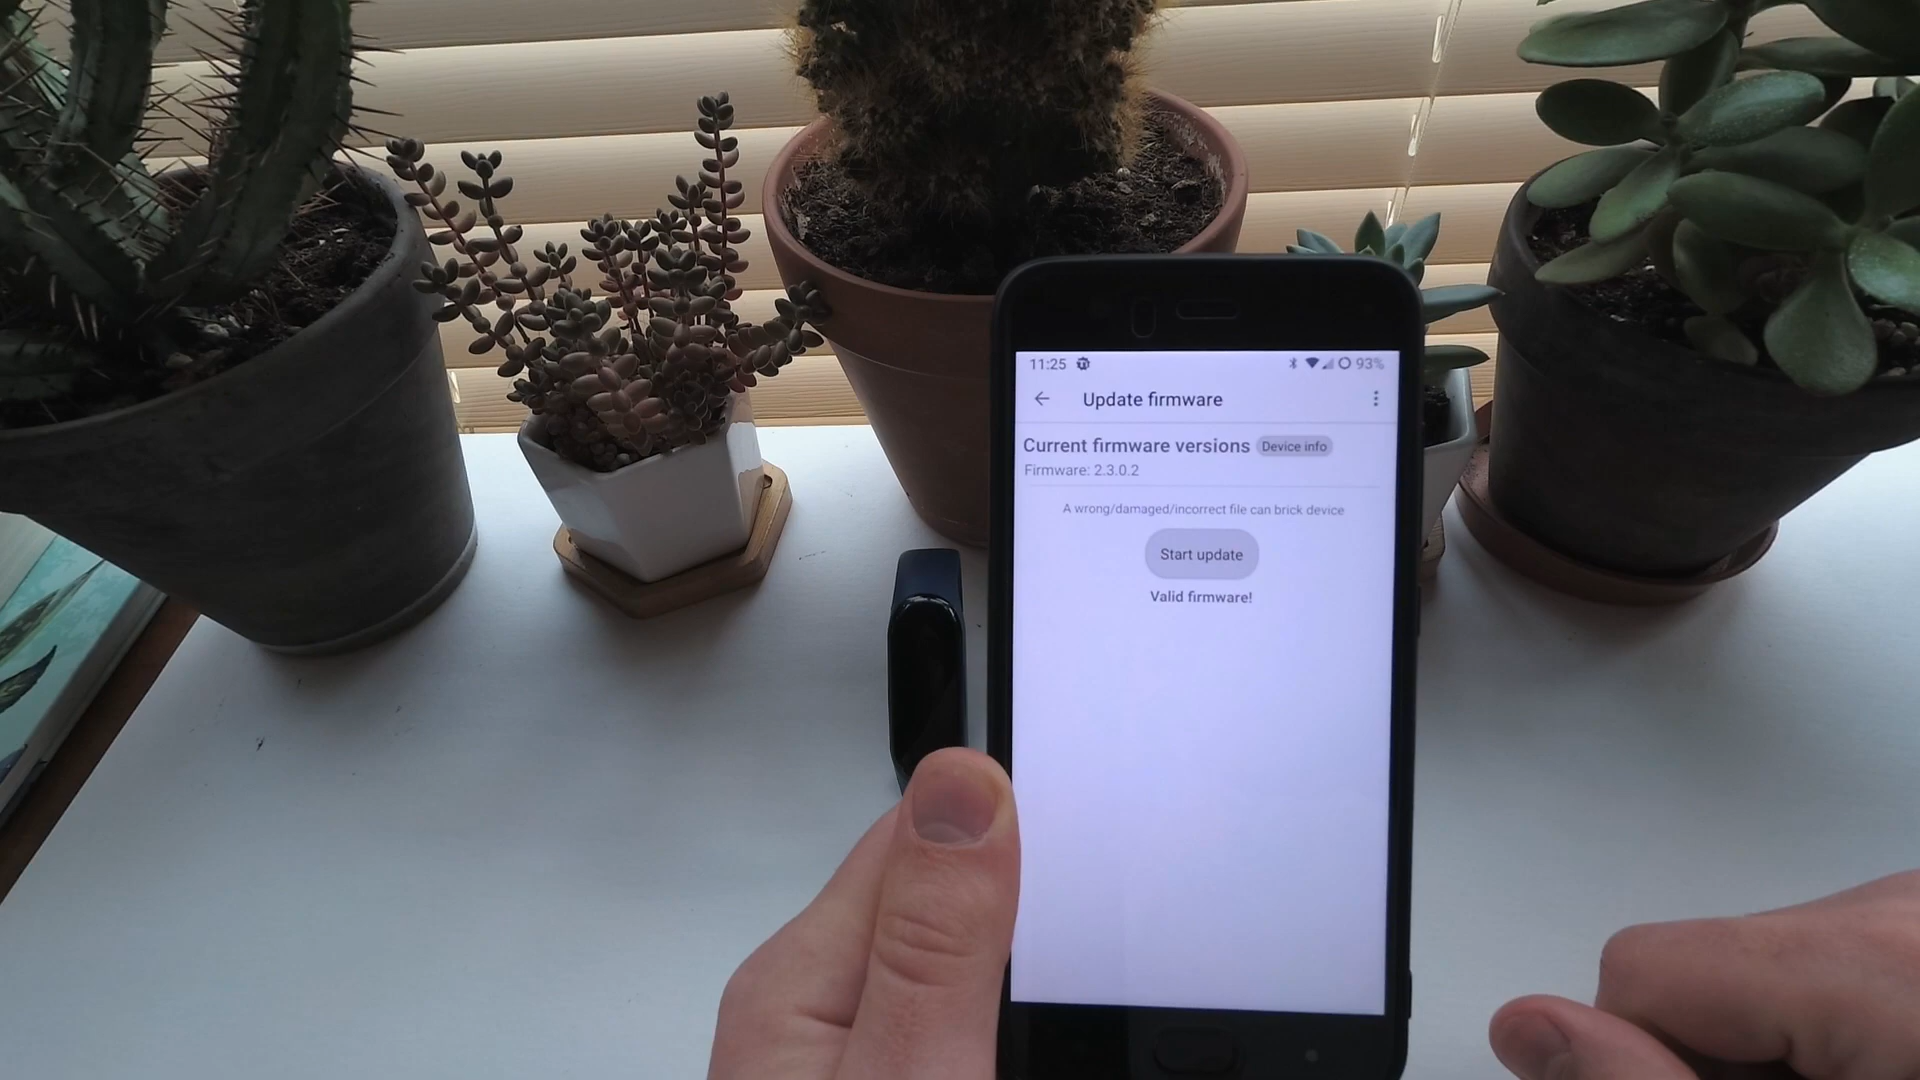 11:25 93%
Update firmware
Current firmware versions Device info
Firmware: 2.3.0.2
A wrong/damaged/incorrect file can brick device
Start update
Valid firmware!